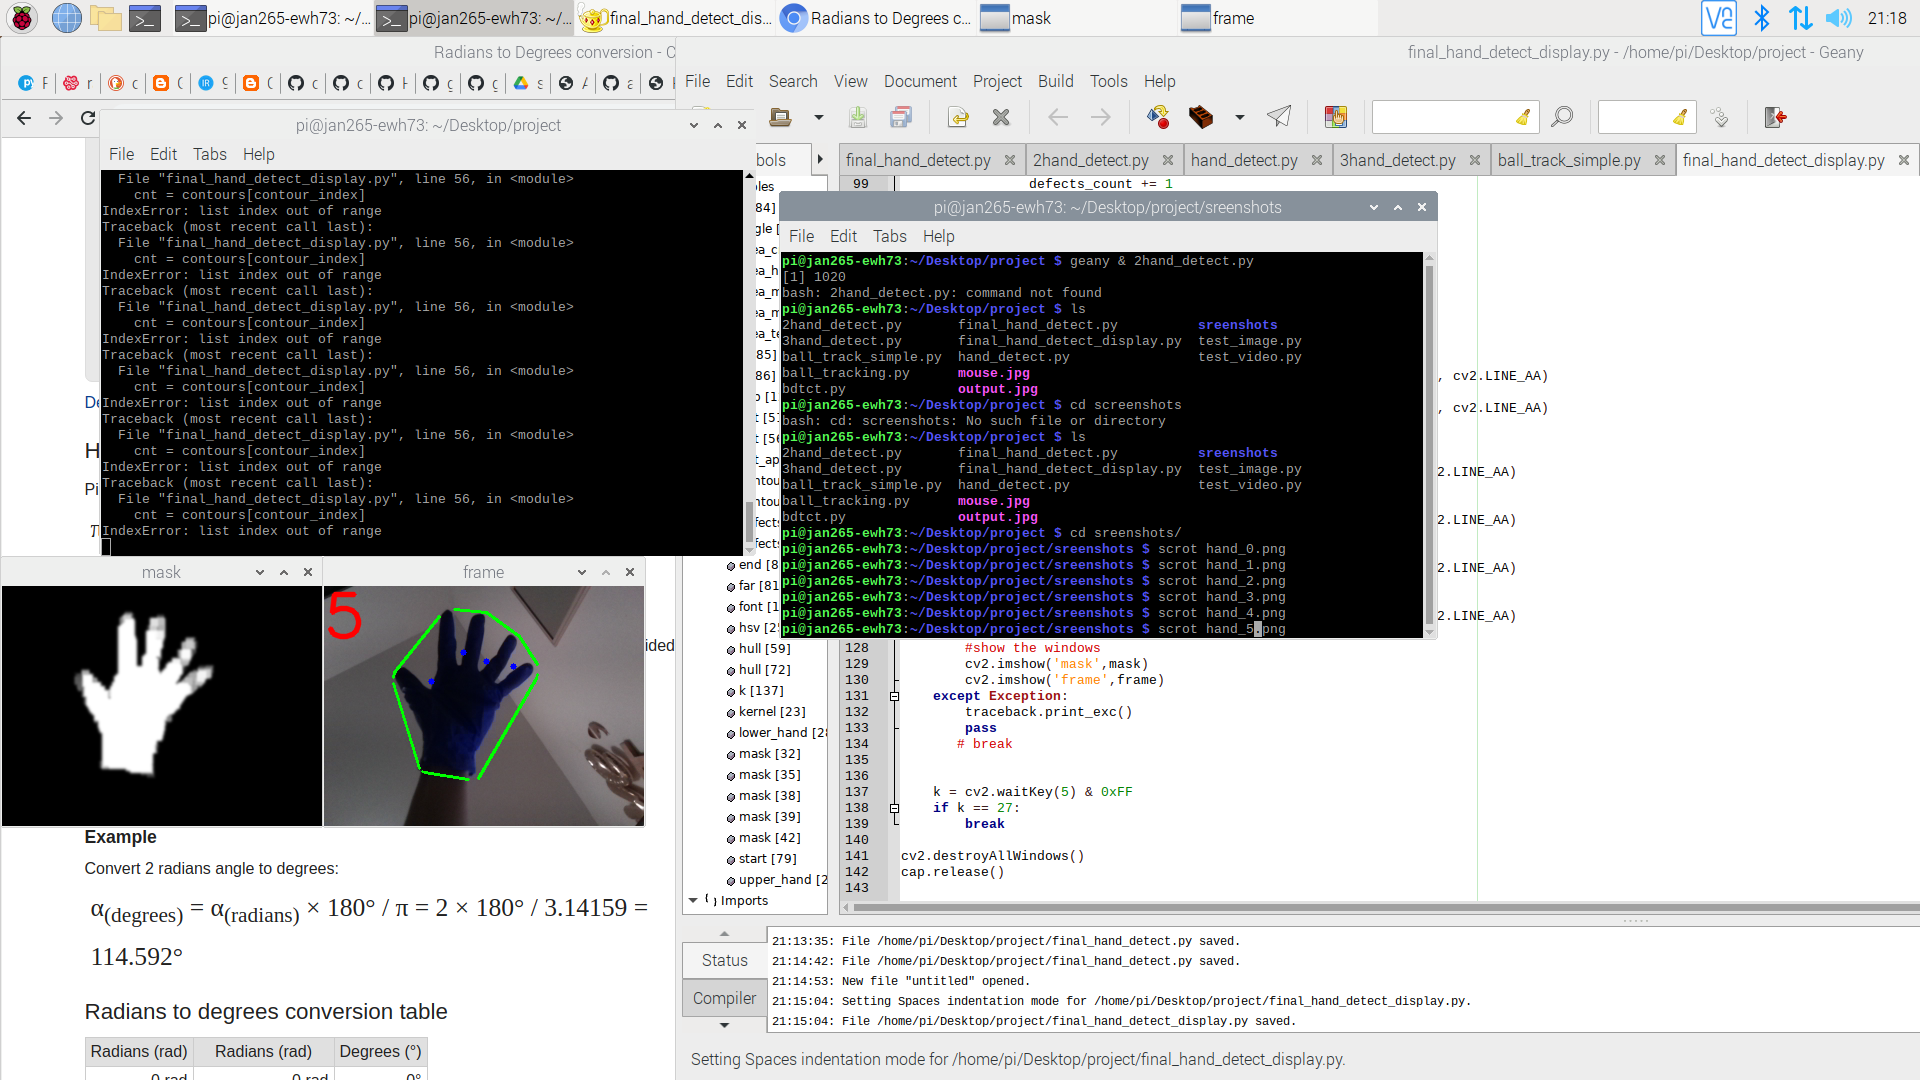 pi@jan265-ewh73: ~/...
pi@jan265-ewh73: ~/...
final_hand_detect_dis...
Radians to Degrees c...
mask
frame
21:18
Radians to Degrees conversion - C
final_hand_detect_display.py - /home/pi/Desktop/project - Geany
File Edit Search View Document Project Build Tools Help
pi@jan265-ewh73: ~/Desktop/project
File Edit Tabs Help
File "final_hand_detect_display.py", line 56, in <module>
cnt = contours[contour_index]
IndexError: list index out of range
Traceback (most recent call last):
File "final_hand_detect_display.py", line 56, in <module>
cnt = contours[contour_index]
IndexError: list index out of range
Traceback (most recent call last):
File "final_hand_detect_display.py", line 56, in <module>
cnt = contours[contour_index]
IndexError: list index out of range
Traceback (most recent call last):
File "final_hand_detect_display.py", line 56, in <module>
cnt = contours[contour_index]
IndexError: list index out of range
Traceback (most recent call last):
File "final_hand_detect_display.py", line 56, in <module>
cnt = contours[contour_index]
IndexError: list index out of range
Traceback (most recent call last):
File "final_hand_detect_display.py", line 56, in <module>
cnt = contours[contour_index]
IndexError: list index out of range
final_hand_detect.py
2hand_detect.py
hand_detect.py
3hand_detect.py
ball_track_simple.py
final_hand_detect_display.py
99 defects_count += 1
pi@jan265-ewh73: ~/Desktop/project/sreenshots
File Edit Tabs Help
pi@jan265-ewh73:~/Desktop/project $ geany & 2hand_detect.py
[1] 1020
bash: 2hand_detect.py: command not found
pi@jan265-ewh73:~/Desktop/project $ ls
2hand_detect.py final_hand_detect.py sreenshots
3hand_detect.py final_hand_detect_display.py test_image.py
ball_track_simple.py hand_detect.py test_video.py
ball_tracking.py mouse.jpg
bdtct.py output.jpg
pi@jan265-ewh73:~/Desktop/project $ cd screenshots
bash: cd: screenshots: No such file or directory
pi@jan265-ewh73:~/Desktop/project $ ls
2hand_detect.py final_hand_detect.py sreenshots
3hand_detect.py final_hand_detect_display.py test_image.py
ball_track_simple.py hand_detect.py test_video.py
ball_tracking.py mouse.jpg
bdtct.py output.jpg
pi@jan265-ewh73:~/Desktop/project $ cd sreenshots/
pi@jan265-ewh73:~/Desktop/project/sreenshots $ scrot hand_0.png
pi@jan265-ewh73:~/Desktop/project/sreenshots $ scrot hand_1.png
pi@jan265-ewh73:~/Desktop/project/sreenshots $ scrot hand_2.png
pi@jan265-ewh73:~/Desktop/project/sreenshots $ scrot hand_3.png
pi@jan265-ewh73:~/Desktop/project/sreenshots $ scrot hand_4.png
pi@jan265-ewh73:~/Desktop/project/sreenshots $ scrot hand_5.png
, cv2.LINE_AA)
, cv2.LINE_AA)
2.LINE_AA)
2.LINE_AA)
2.LINE_AA)
2.LINE_AA)
mask
frame
5
end [8
far [81
font [1
hsv [25
hull [59]
hull [72]
k [137]
kernel [23]
lower_hand [28
mask [32]
mask [35]
mask [38]
mask [39]
mask [42]
start [79]
upper_hand [2
Imports
128 #show the windows
129 cv2.imshow('mask',mask)
130 cv2.imshow('frame',frame)
131 except Exception:
132 traceback.print_exc()
133 pass
134 # break
135
136
137 k = cv2.waitKey(5) & 0xFF
138 if k == 27:
139 break
140
141 cv2.destroyAllWindows()
142 cap.release()
143
ided
Example
Convert 2 radians angle to degrees:
α(degrees) = α(radians) × 180° / π = 2 × 180° / 3.14159 =
114.592°
Radians to degrees conversion table
Radians (rad) Radians (rad) Degrees (°)
0 rad 0 rad 0°
Status
Compiler
21:13:35: File /home/pi/Desktop/project/final_hand_detect.py saved.
21:14:42: File /home/pi/Desktop/project/final_hand_detect.py saved.
21:14:53: New file "untitled" opened.
21:15:04: Setting Spaces indentation mode for /home/pi/Desktop/project/final_hand_detect_display.py.
21:15:04: File /home/pi/Desktop/project/final_hand_detect_display.py saved.
Setting Spaces indentation mode for /home/pi/Desktop/project/final_hand_detect_display.py.